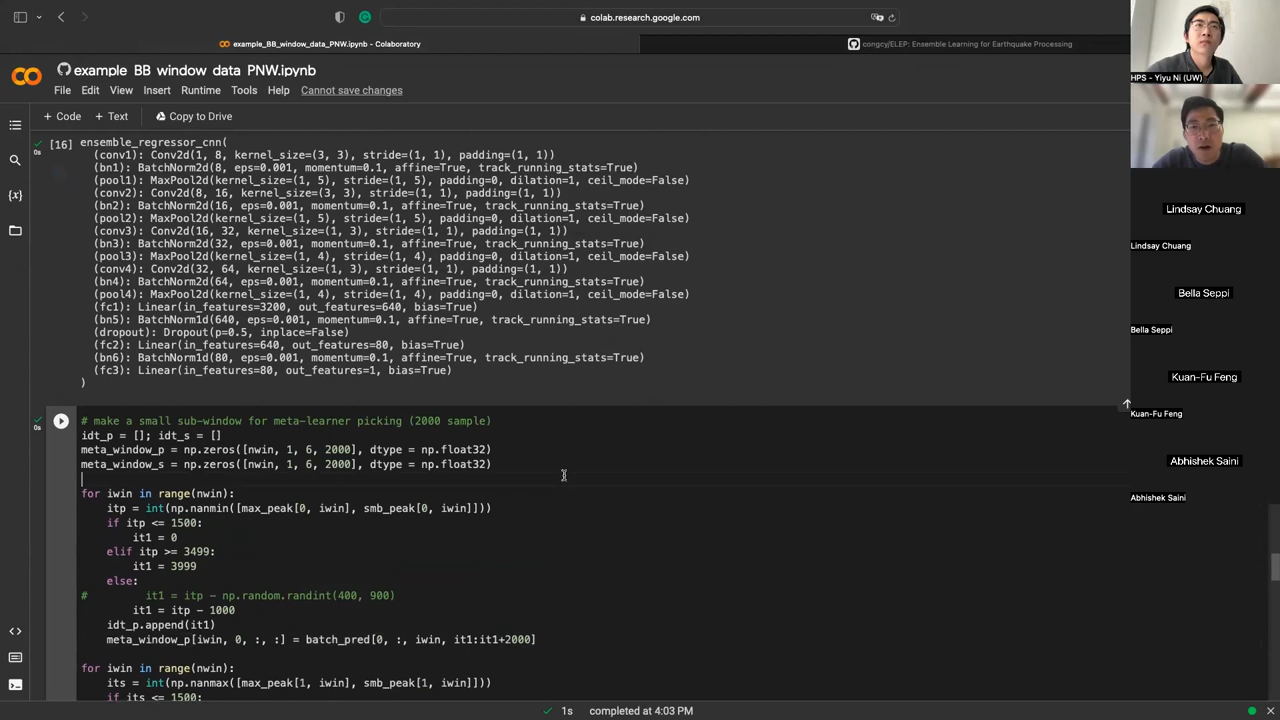 colab.research.google.com
example_BB_window_data_PNW.ipynb - Colaboratory
congcy/ELEP: Ensemble Learning for Earthquake Processing
example_BB_window_data_PNW.ipynb
File Edit View Insert Runtime Tools Help Cannot save changes
+ Code + Text Copy to Drive
[16] ensemble_regressor_cnn(
0s
(conv1): Conv2d(1, 8, kernel_size=(3, 3), stride=(1, 1), padding=(1, 1))
(bn1): BatchNorm2d(8, eps=0.001, momentum=0.1, affine=True, track_running_stats=True)
(pool1): MaxPool2d(kernel_size=(1, 5), stride=(1, 5), padding=0, dilation=1, ceil_mode=False)
(conv2): Conv2d(8, 16, kernel_size=(3, 3), stride=(1, 1), padding=(1, 1))
(bn2): BatchNorm2d(16, eps=0.001, momentum=0.1, affine=True, track_running_stats=True)
(pool2): MaxPool2d(kernel_size=(1, 5), stride=(1, 5), padding=0, dilation=1, ceil_mode=False)
(conv3): Conv2d(16, 32, kernel_size=(1, 3), stride=(1, 1), padding=(1, 1))
(bn3): BatchNorm2d(32, eps=0.001, momentum=0.1, affine=True, track_running_stats=True)
(pool3): MaxPool2d(kernel_size=(1, 4), stride=(1, 4), padding=0, dilation=1, ceil_mode=False)
(conv4): Conv2d(32, 64, kernel_size=(1, 3), stride=(1, 1), padding=(1, 1))
(bn4): BatchNorm2d(64, eps=0.001, momentum=0.1, affine=True, track_running_stats=True)
(pool4): MaxPool2d(kernel_size=(1, 4), stride=(1, 4), padding=0, dilation=1, ceil_mode=False)
(fc1): Linear(in_features=3200, out_features=640, bias=True)
(bn5): BatchNorm1d(640, eps=0.001, momentum=0.1, affine=True, track_running_stats=True)
(dropout): Dropout(p=0.5, inplace=False)
(fc2): Linear(in_features=640, out_features=80, bias=True)
(bn6): BatchNorm1d(80, eps=0.001, momentum=0.1, affine=True, track_running_stats=True)
(fc3): Linear(in_features=80, out_features=1, bias=True)
)
0s
# make a small sub-window for meta-learner picking (2000 sample)
idt_p = []; idt_s = []
meta_window_p = np.zeros([nwin, 1, 6, 2000], dtype = np.float32)
meta_window_s = np.zeros([nwin, 1, 6, 2000], dtype = np.float32)
for iwin in range(nwin):
itp = int(np.nanmin([max_peak[0, iwin], smb_peak[0, iwin]]))
if itp <= 1500:
it1 = 0
elif itp >= 3499:
it1 = 3999
else:
# it1 = itp - np.random.randint(400, 900)
it1 = itp - 1000
idt_p.append(it1)
meta_window_p[iwin, 0, :, :] = batch_pred[0, :, iwin, it1:it1+2000]
for iwin in range(nwin):
its = int(np.nanmax([max_peak[1, iwin], smb_peak[1, iwin]]))
if its <= 1500:
1s completed at 4:03 PM
HPS - Yiyu Ni (UW)
Lindsay Chuang
Lindsay Chuang
Bella Seppi
Bella Seppi
Kuan-Fu Feng
Kuan-Fu Feng
Abhishek Saini
Abhishek Saini